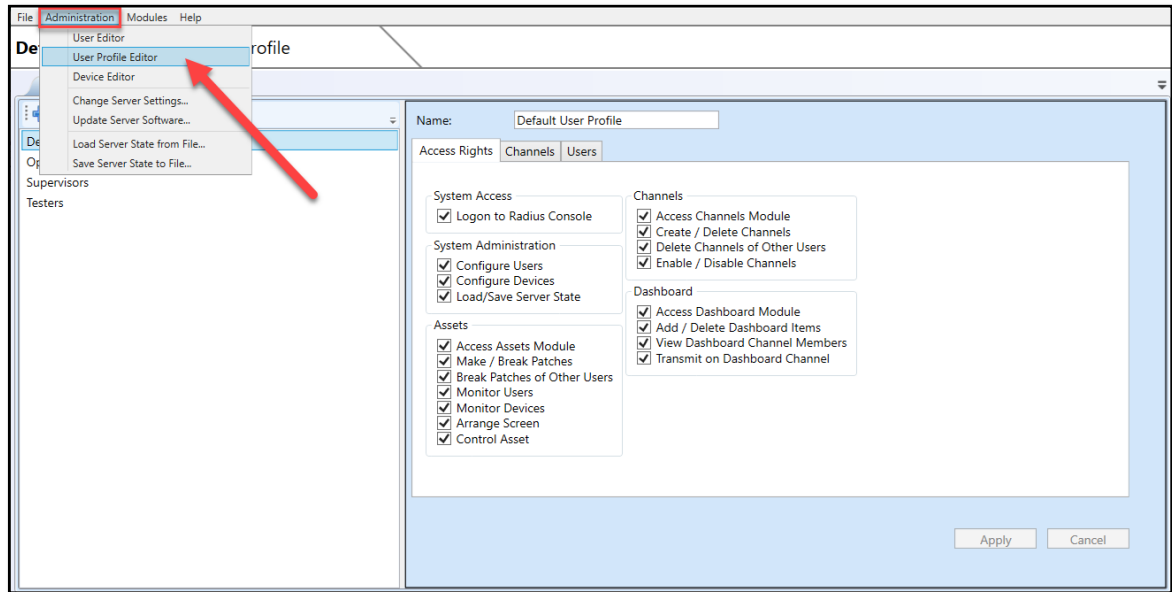 File Administration Modules Help
User Editor
User Profile Editor
Device Editor
Change Server Settings...
Update Server Software...
Load Server State from File...
Save Server State to File...
De
rofile
De
Op
Supervisors
Testers
Name: Default User Profile
Access Rights Channels Users
System Access
Logon to Radius Console
System Administration
Configure Users
Configure Devices
Load/Save Server State
Assets
Access Assets Module
Make / Break Patches
Break Patches of Other Users
Monitor Users
Monitor Devices
Arrange Screen
Control Asset
Channels
Access Channels Module
Create / Delete Channels
Delete Channels of Other Users
Enable / Disable Channels
Dashboard
Access Dashboard Module
Add / Delete Dashboard Items
View Dashboard Channel Members
Transmit on Dashboard Channel
Apply Cancel